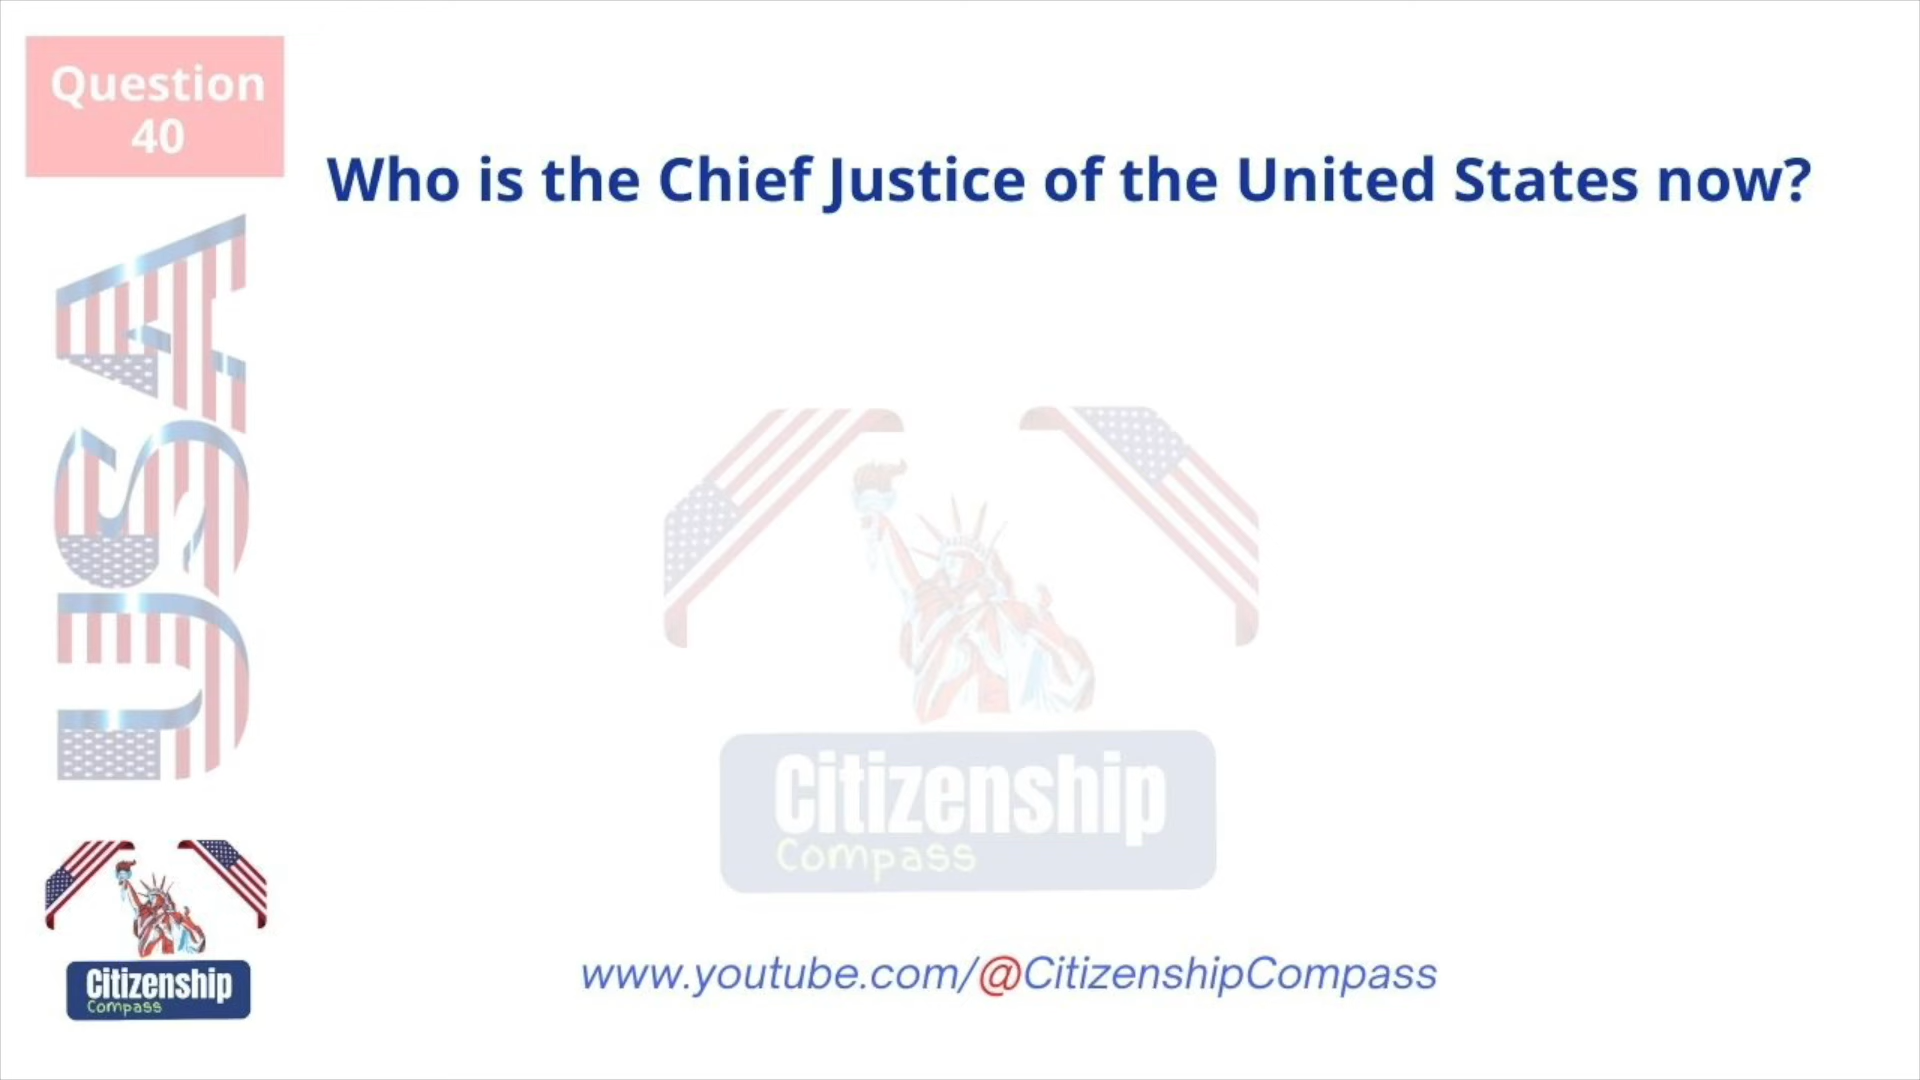 Question
40
Who is the Chief Justice of the United States now?
USA
Citizenship
Compass
Citizenship
Compass
www.youtube.com/@CitizenshipCompass